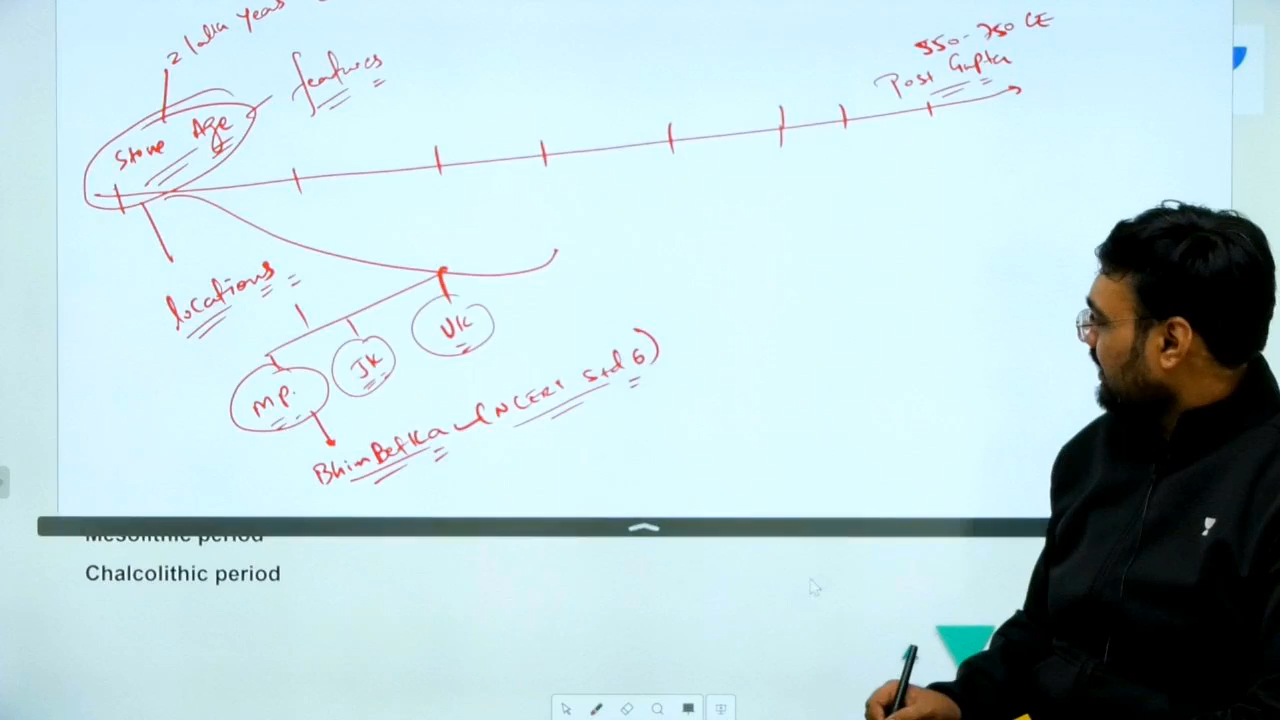 2 lakh years
features
Stone Age
550-750 CE
Post Gupta
locations
UK
JK
M.P.
BhimBetka (NCERT Std 6)
Mesolithic period
Chalcolithic period